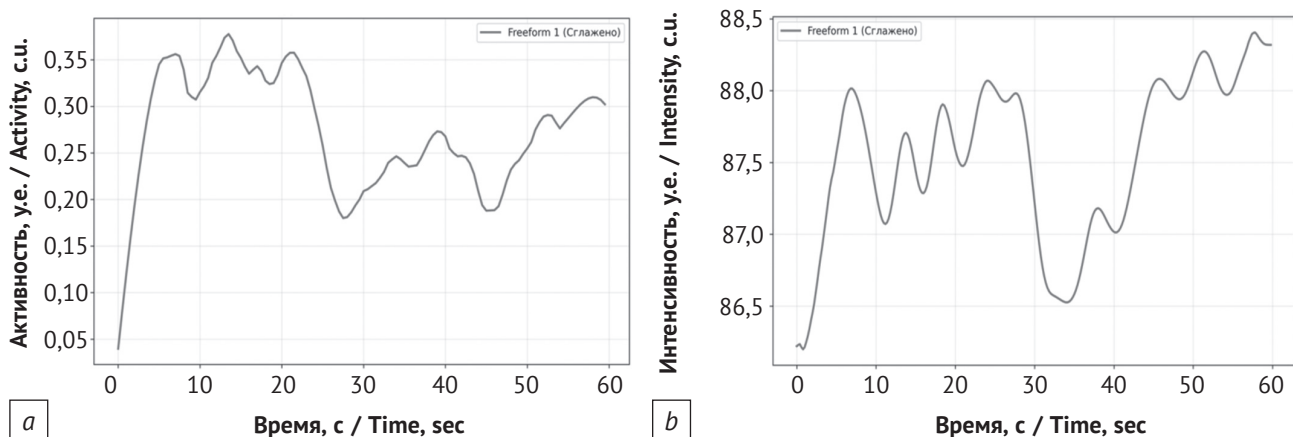 Активность, у.е. / Activity, c.u.
Freeform 1 (Сглажено)
0,35
0,30
0,25
0,20
0,15
0,10
0,05
0 10 20 30 40 50 60
Время, с / Time, sec
a
Интенсивность, у.е. / Intensity, c.u.
Freeform 1 (Сглажено)
88,5
88,0
87,5
87,0
86,5
0 10 20 30 40 50 60
Время, с / Time, sec
b